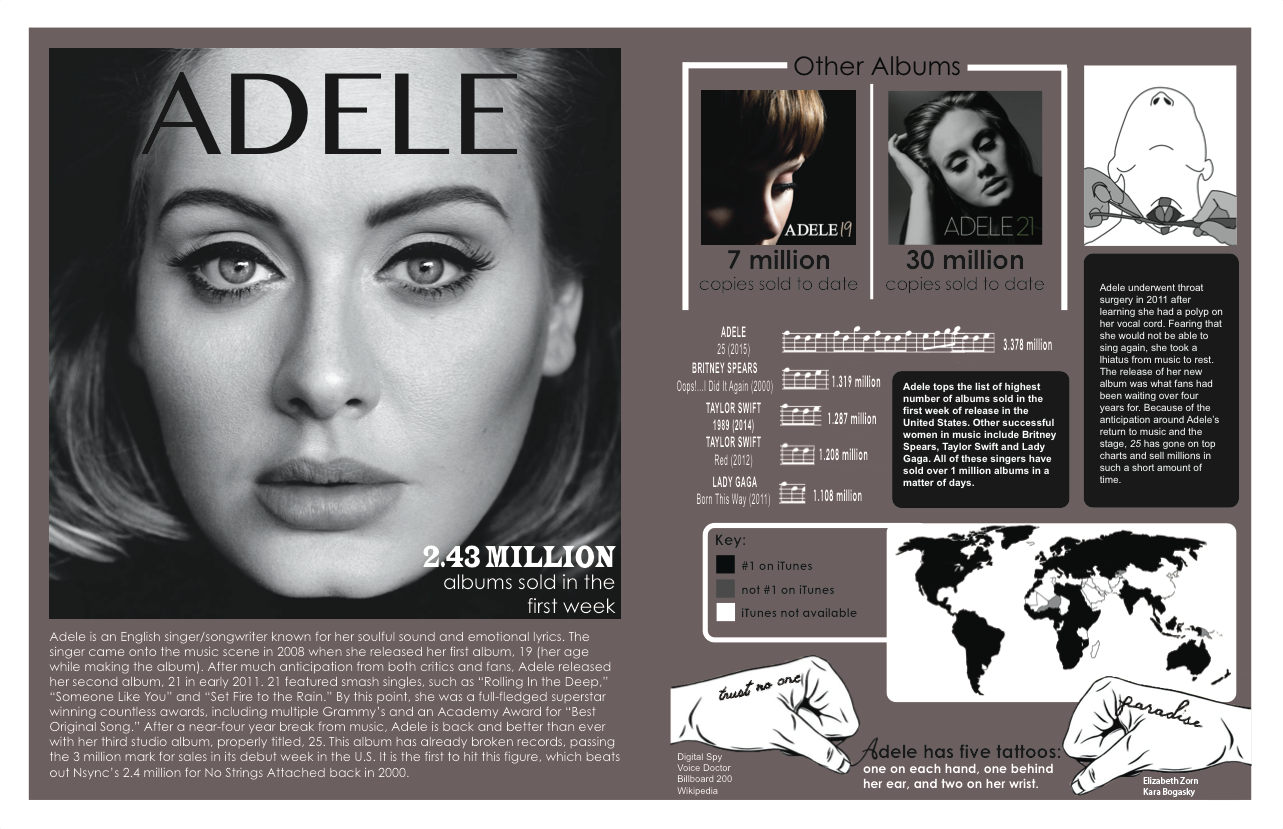 ADELE
2.43 MILLION
albums sold in the
first week
Adele is an English singer/songwriter known for her soulful sound and emotional lyrics. The
singer came onto the music scene in 2008 when she released her first album, 19 (her age
while making the album). After much anticipation from both critics and fans, Adele released
her second album, 21 in early 2011. 21 featured smash singles, such as “Rolling In the Deep,”
“Someone Like You” and “Set Fire to the Rain.” By this point, she was a full-fledged superstar
winning countless awards, including multiple Grammy’s and an Academy Award for “Best
Original Song.” After a near-four year break from music, Adele is back and better than ever
with her third studio album, properly titled, 25. This album has already broken records, passing
the 3 million mark for sales in its debut week in the U.S. It is the first to hit this figure, which beats
out Nsync’s 2.4 million for No Strings Attached back in 2000.
Other Albums
ADELE 19
7 million
copies sold to date
ADELE 21
30 million
copies sold to date
Adele underwent throat
surgery in 2011 after
learning she had a polyp on
her vocal cord. Fearing that
she would not be able to
sing again, she took a
lhiatus from music to rest.
The release of her new
album was what fans had
been waiting over four
years for. Because of the
anticipation around Adele’s
return to music and the
stage, 25 has gone on top
charts and sell millions in
such a short amount of
time.
ADELE
25 (2015)
3.378 million
BRITNEY SPEARS
Oops!...I Did It Again (2000)
1.319 million
TAYLOR SWIFT
1989 (2014)
1.287 million
TAYLOR SWIFT
Red (2012)
1.208 million
LADY GAGA
Born This Way (2011)
1.108 million
Adele tops the list of highest
number of albums sold in the
first week of release in the
United States. Other successful
women in music include Britney
Spears, Taylor Swift and Lady
Gaga. All of these singers have
sold over 1 million albums in a
matter of days.
Key:
#1 on iTunes
not #1 on iTunes
iTunes not available
trust no one
paradise
Adele has five tattoos:
one on each hand, one behind
her ear, and two on her wrist.
Digital Spy
Voice Doctor
Billboard 200
Wikipedia
Elizabeth Zorn
Kara Bogasky